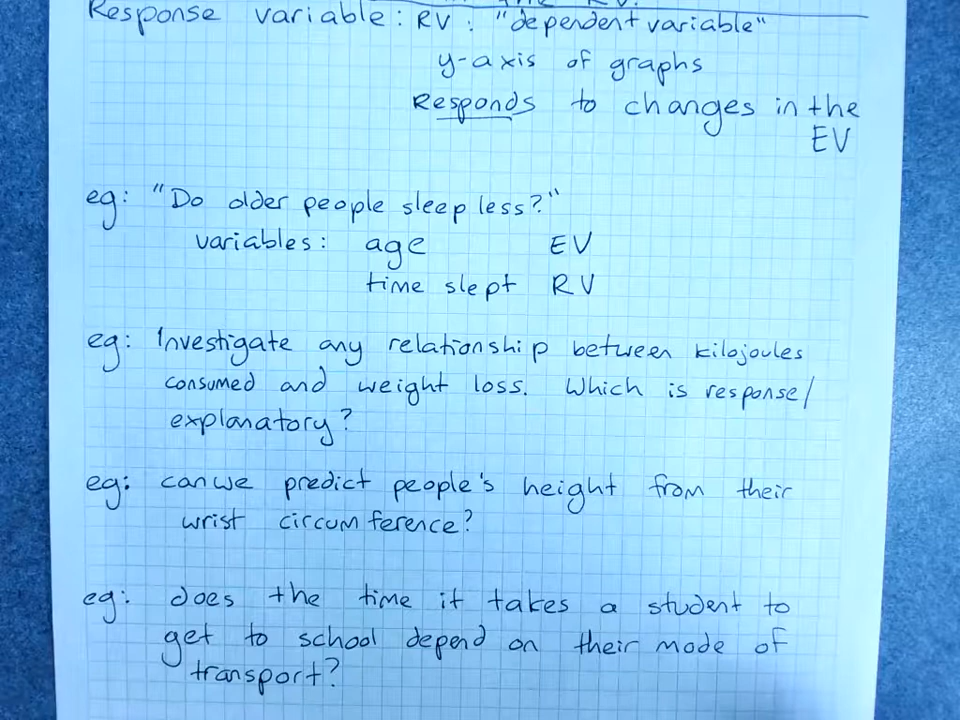 in the RV.
Response variable: RV: "dependent variable"
y-axis of graphs
Responds to changes in the
EV
eg: "Do older people sleep less?"
variables: age EV
time slept RV
eg: Investigate any relationship between kilojoules
consumed and weight loss. Which is response/
explanatory?
eg: can we predict people's height from their
wrist circumference?
eg: does the time it takes a student to
get to school depend on their mode of
transport?